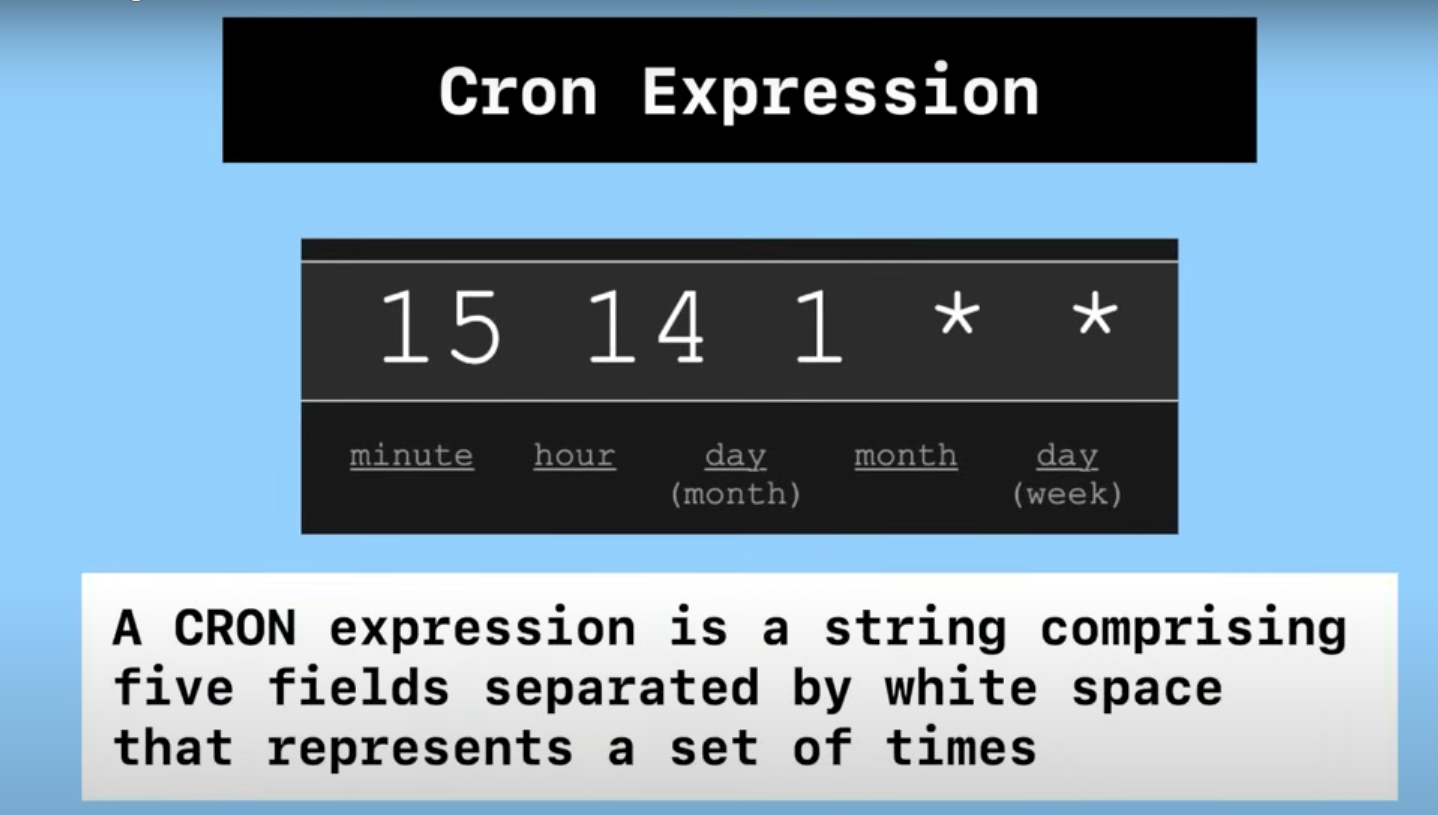 Cron Expression
15 14 1 * *
minute hour day month day
(month) (week)
A CRON expression is a string comprising
five fields separated by white space
that represents a set of times